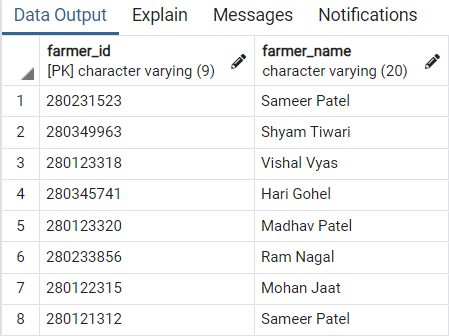 Data Output Explain Messages Notifications
farmer_id farmer_name
[PK] character varying (9) character varying (20)
1 280231523 Sameer Patel
2 280349963 Shyam Tiwari
3 280123318 Vishal Vyas
4 280345741 Hari Gohel
5 280123320 Madhav Patel
6 280233856 Ram Nagal
7 280122315 Mohan Jaat
8 280121312 Sameer Patel